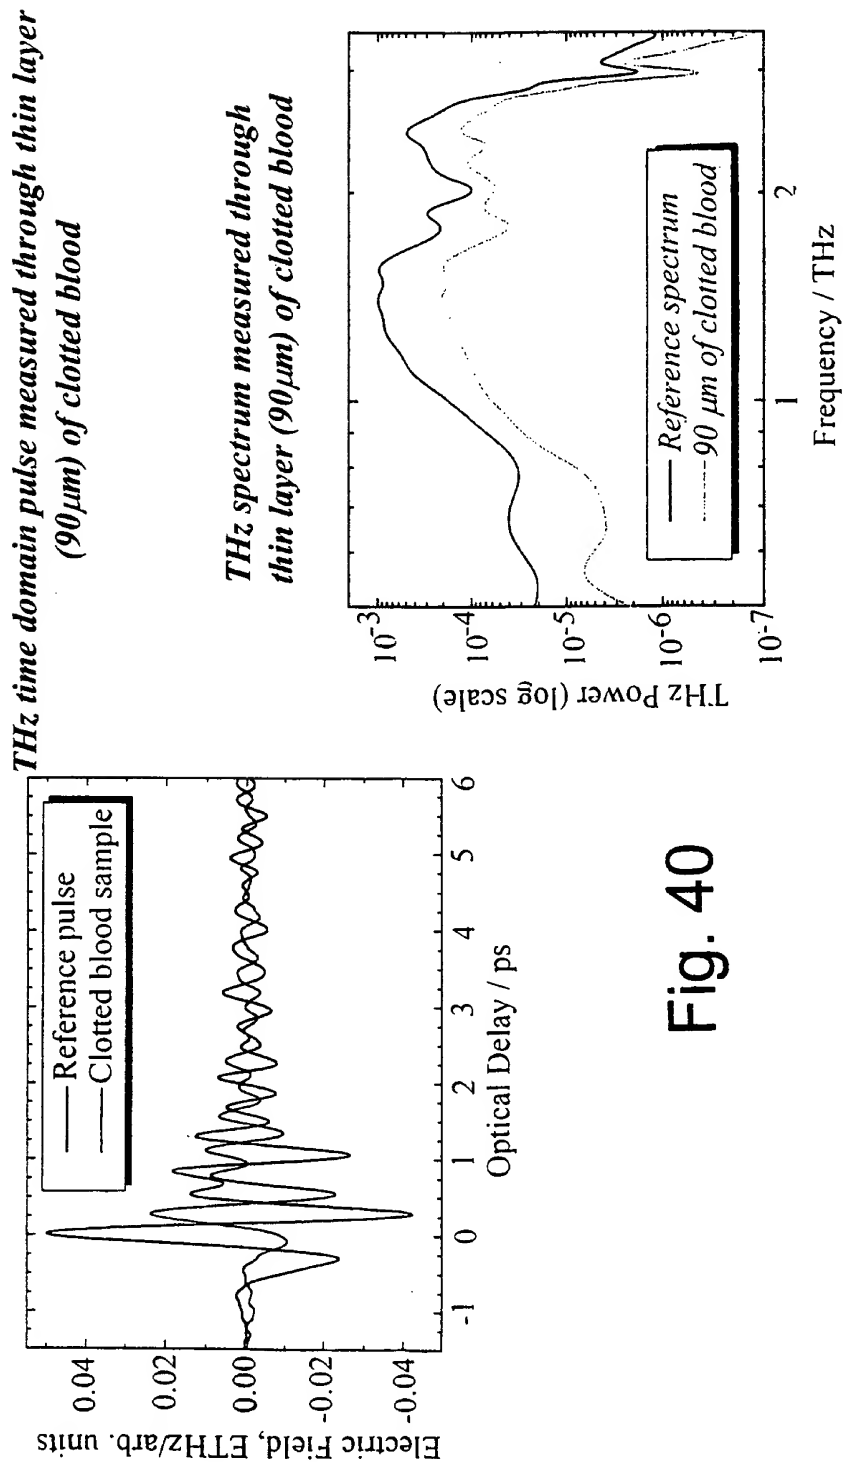 THz time domain pulse measured through thin layer
(90µm) of clotted blood
Electric Field, ETHz/arb. units
0.04
0.02
0.00
-0.02
-0.04
Reference pulse
Clotted blood sample
-1 0 1 2 3 4 5 6
Optical Delay / ps
THz spectrum measured through
thin layer (90µm) of clotted blood
THz Power (log scale)
10-3
10-4
10-5
10-6
10-7
Reference spectrum
90 µm of clotted blood
1 2
Frequency / THz
Fig. 40